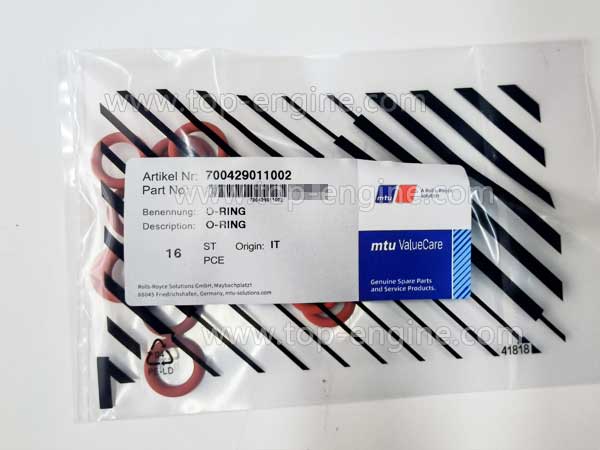 www.top-engine.com
Artikel Nr: 700429011002
Part No
700429011002
mtu
A Rolls-Royce
solution
Benennung: O-RING
Description: O-RING
www.top-engine.com
16 ST Origin: IT
PCE
mtu ValueCare
Genuine Spare Parts
and Service Products.
Rolls-Royce Solutions GmbH, Maybachplatz1
88045 Friedrichshafen, Germany, mtu-solutions.com
www.top-engine.com
04
PE-LD
41818